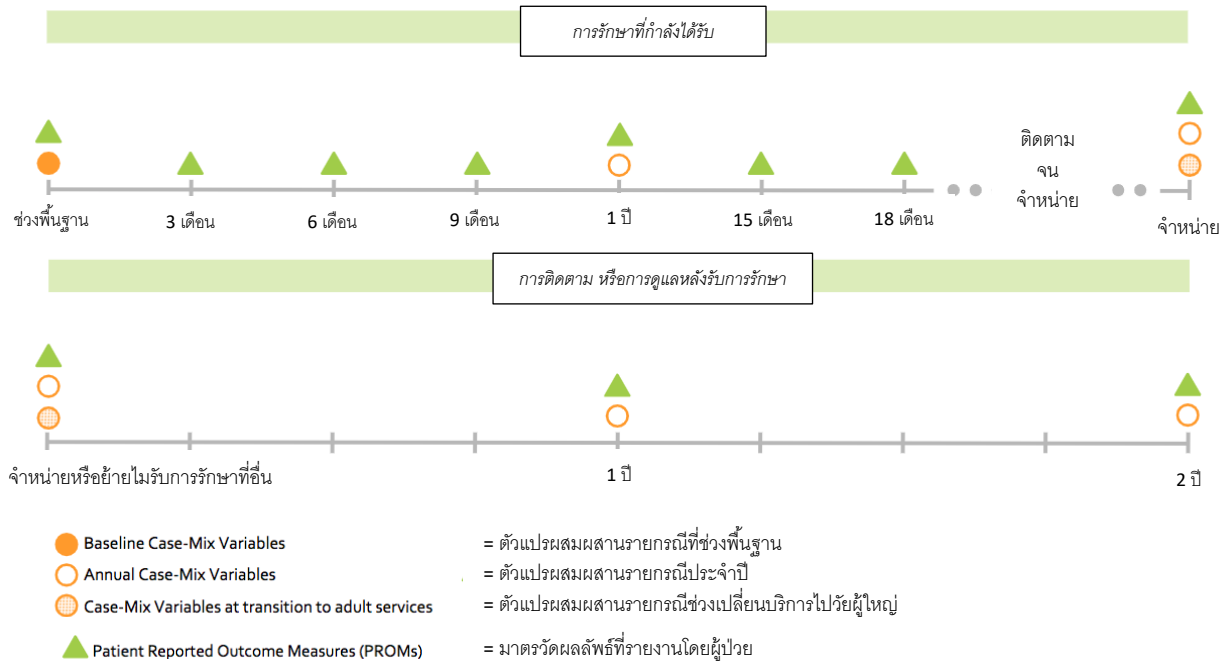 การรักษาที่กำลังได้รับ
ติดตาม
จน
จำหน่าย
ช่วงพื้นฐาน
3 เดือน
6 เดือน
9 เดือน
1 ปี
15 เดือน
18 เดือน
จำหน่าย
การติดตาม หรือการดูแลหลังรับการรักษา
จำหน่ายหรือย้ายไมรับการรักษาที่อื่น
1 ปี
2 ปี
Baseline Case-Mix Variables = ตัวแปรผสมผสานรายกรณีที่ช่วงพื้นฐาน
Annual Case-Mix Variables = ตัวแปรผสมผสานรายกรณีประจำปี
Case-Mix Variables at transition to adult services = ตัวแปรผสมผสานรายกรณีช่วงเปลี่ยนบริการไปวัยผู้ใหญ่
Patient Reported Outcome Measures (PROMs) = มาตรวัดผลลัพธ์ที่รายงานโดยผู้ป่วย